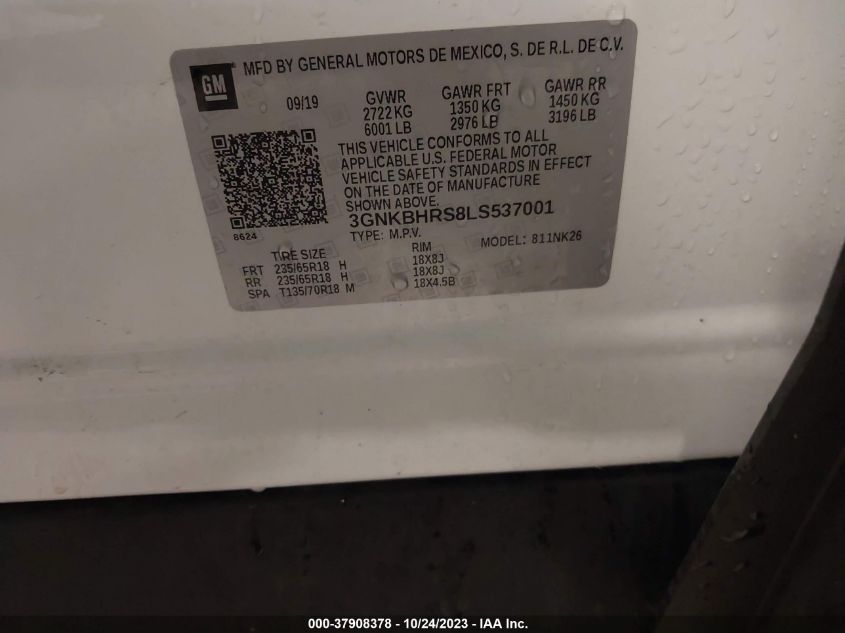 GM
MFD BY GENERAL MOTORS DE MEXICO, S. DE R.L. DE C.V.
09/19 GVWR GAWR FRT GAWR RR
2722 KG 1350 KG 1450 KG
6001 LB 2976 LB 3196 LB
THIS VEHICLE CONFORMS TO ALL
APPLICABLE U.S. FEDERAL MOTOR
VEHICLE SAFETY STANDARDS IN EFFECT
ON THE DATE OF MANUFACTURE
SHOWN ABOVE.
3GNKBHRS8LS537001
8624
TYPE: M.P.V. MODEL: 811NK26
TIRE SIZE RIM
FRT 235/65R18 H 18X8J
RR 235/65R18 H 18X8J
SPA T135/70R18 M 18X4.5B
000-37908378 - 10/24/2023 - IAA Inc.